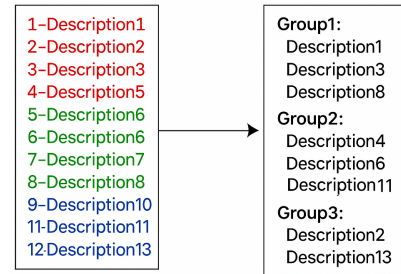 1–Description1
2–Description2
3–Description3
4–Description5
5–Description6
6–Description6
7–Description7
8–Description8
9–Description10
11-Description11
12-Description13
Group1:
Description1
Description3
Description8
Group2:
Description4
Description6
Description11
Group3:
Description2
Description13